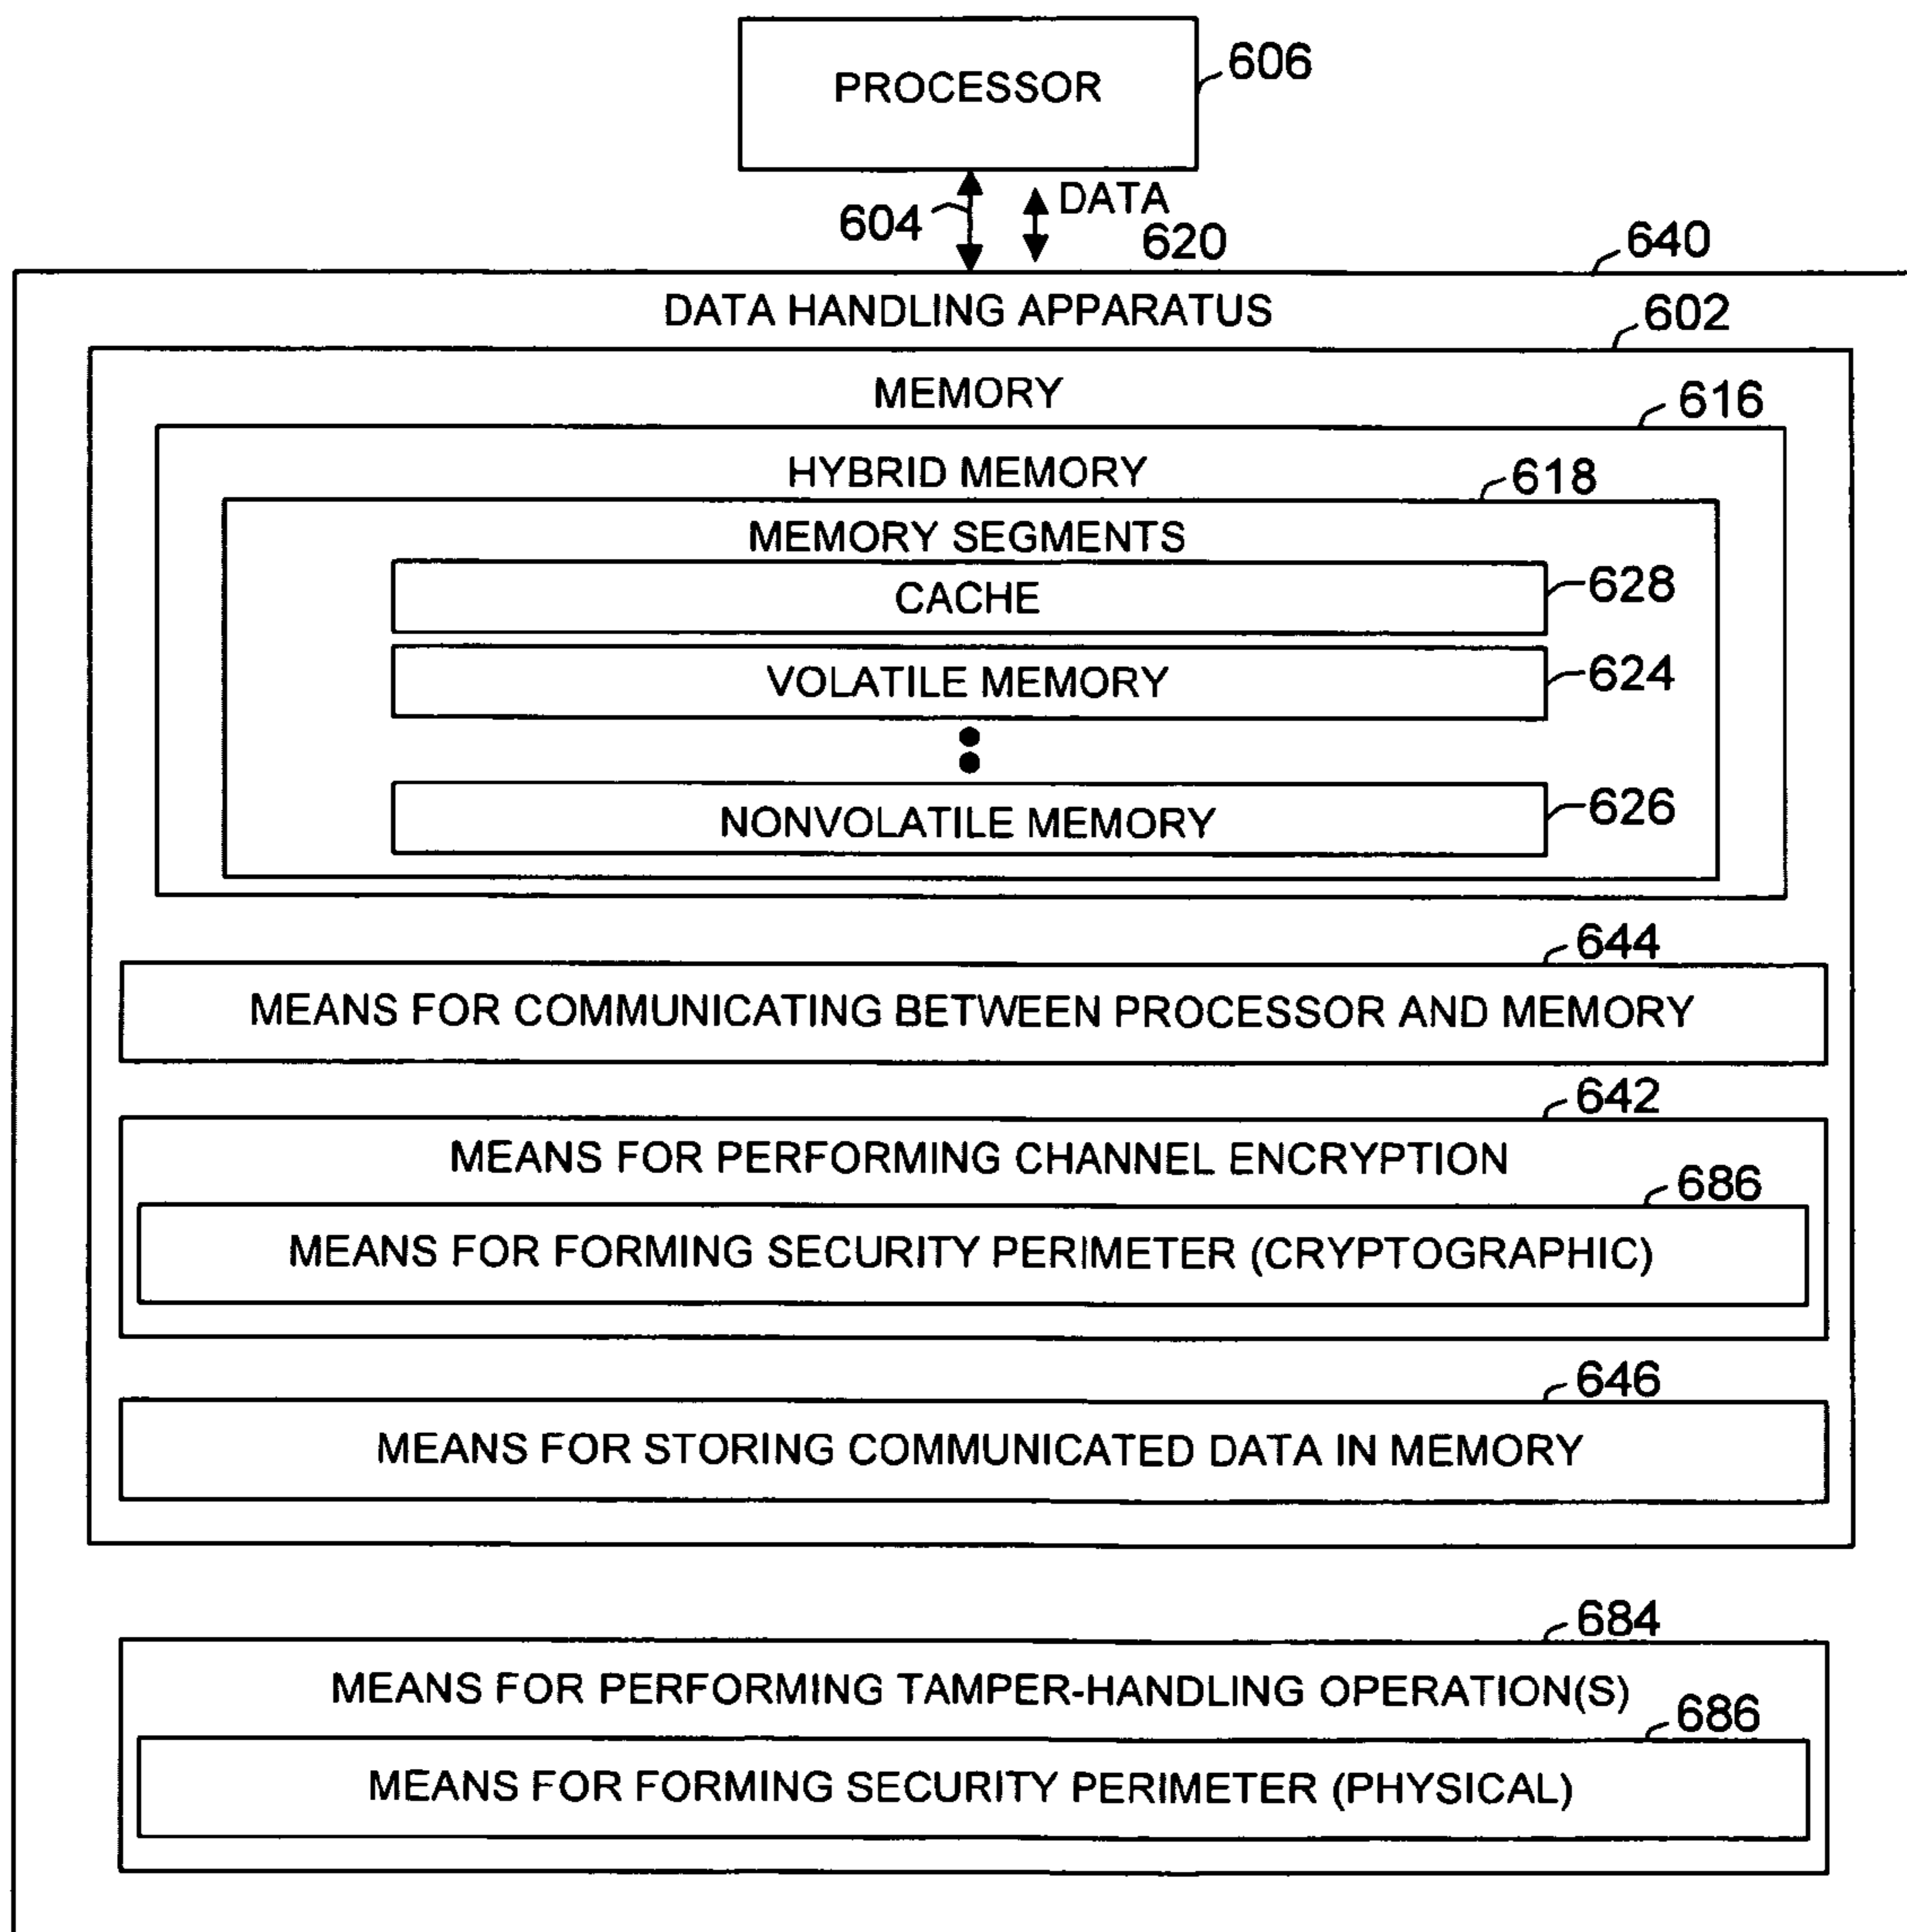 PROCESSOR
606
604
DATA
620
640
DATA HANDLING APPARATUS
602
MEMORY
616
HYBRID MEMORY
618
MEMORY SEGMENTS
CACHE
628
VOLATILE MEMORY
624
NONVOLATILE MEMORY
626
644
MEANS FOR COMMUNICATING BETWEEN PROCESSOR AND MEMORY
642
MEANS FOR PERFORMING CHANNEL ENCRYPTION
686
MEANS FOR FORMING SECURITY PERIMETER (CRYPTOGRAPHIC)
646
MEANS FOR STORING COMMUNICATED DATA IN MEMORY
684
MEANS FOR PERFORMING TAMPER-HANDLING OPERATION(S)
686
MEANS FOR FORMING SECURITY PERIMETER (PHYSICAL)